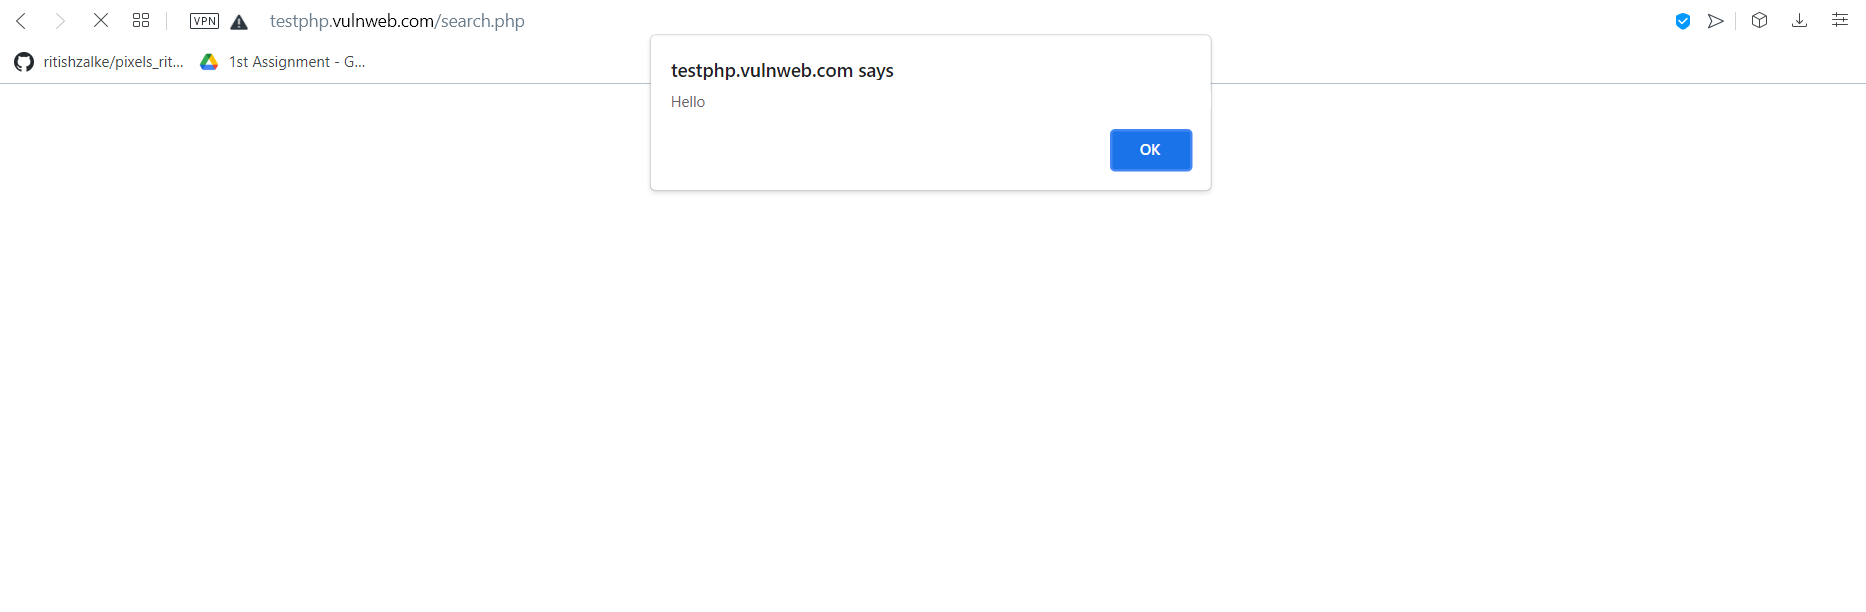 VPN testphp.vulnweb.com/search.php
ritishzalke/pixels_rit... 1st Assignment - G...
testphp.vulnweb.com says
Hello
OK